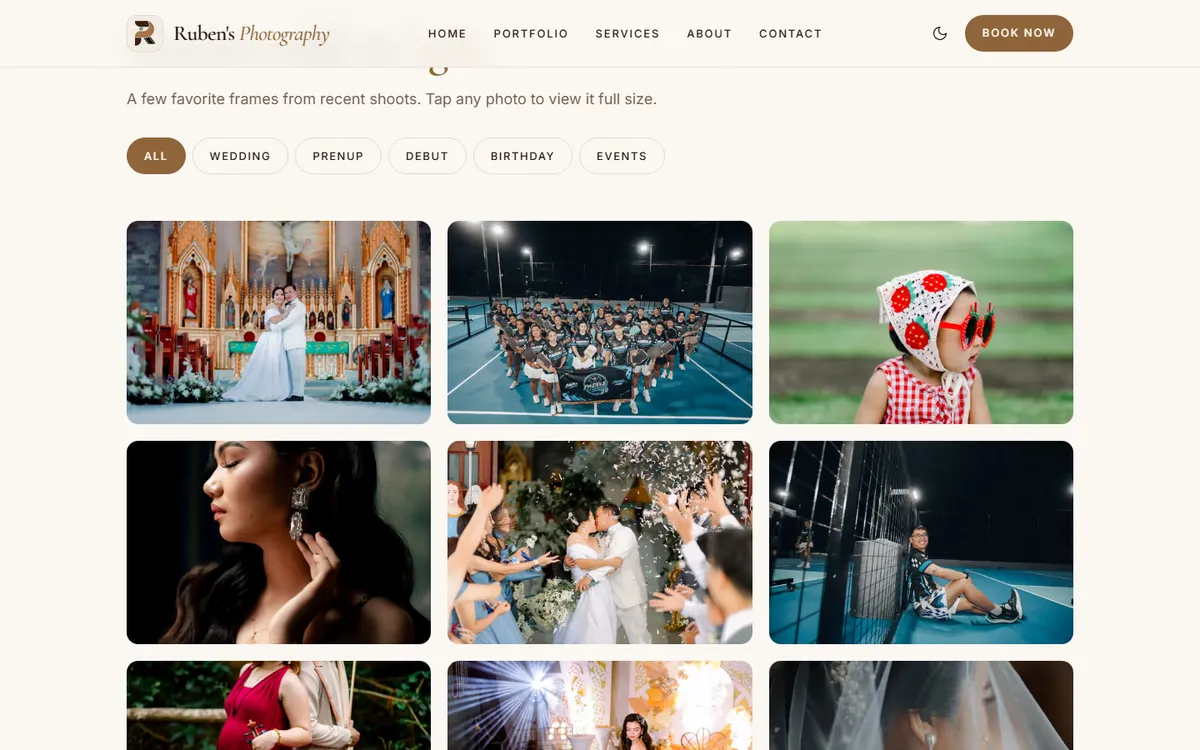 Ruben's Photography
HOME PORTFOLIO SERVICES ABOUT CONTACT
BOOK NOW
A few favorite frames from recent shoots. Tap any photo to view it full size.
ALL WEDDING PRENUP DEBUT BIRTHDAY EVENTS